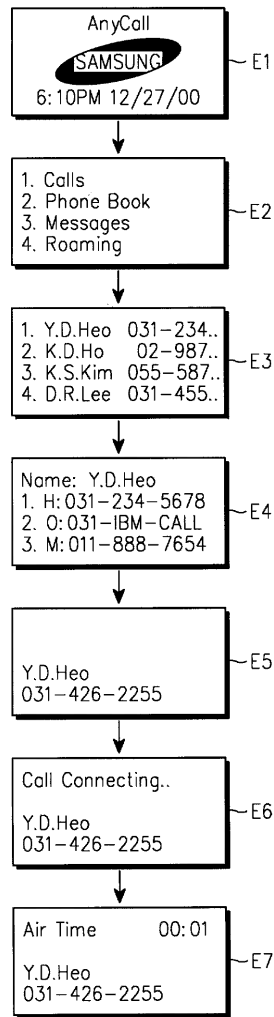 AnyCall
SAMSUNG
6:10PM 12/27/00
E1
1. Calls
2. Phone Book
3. Messages
4. Roaming
E2
1. Y.D.Heo 031-234..
2. K.D.Ho 02-987..
3. K.S.Kim 055-587..
4. D.R.Lee 031-455..
E3
Name: Y.D.Heo
1. H:031-234-5678
2. O:031-IBM-CALL
3. M:011-888-7654
E4
Y.D.Heo
031-426-2255
E5
Call Connecting..
Y.D.Heo
031-426-2255
E6
Air Time 00:01
Y.D.Heo
031-426-2255
E7